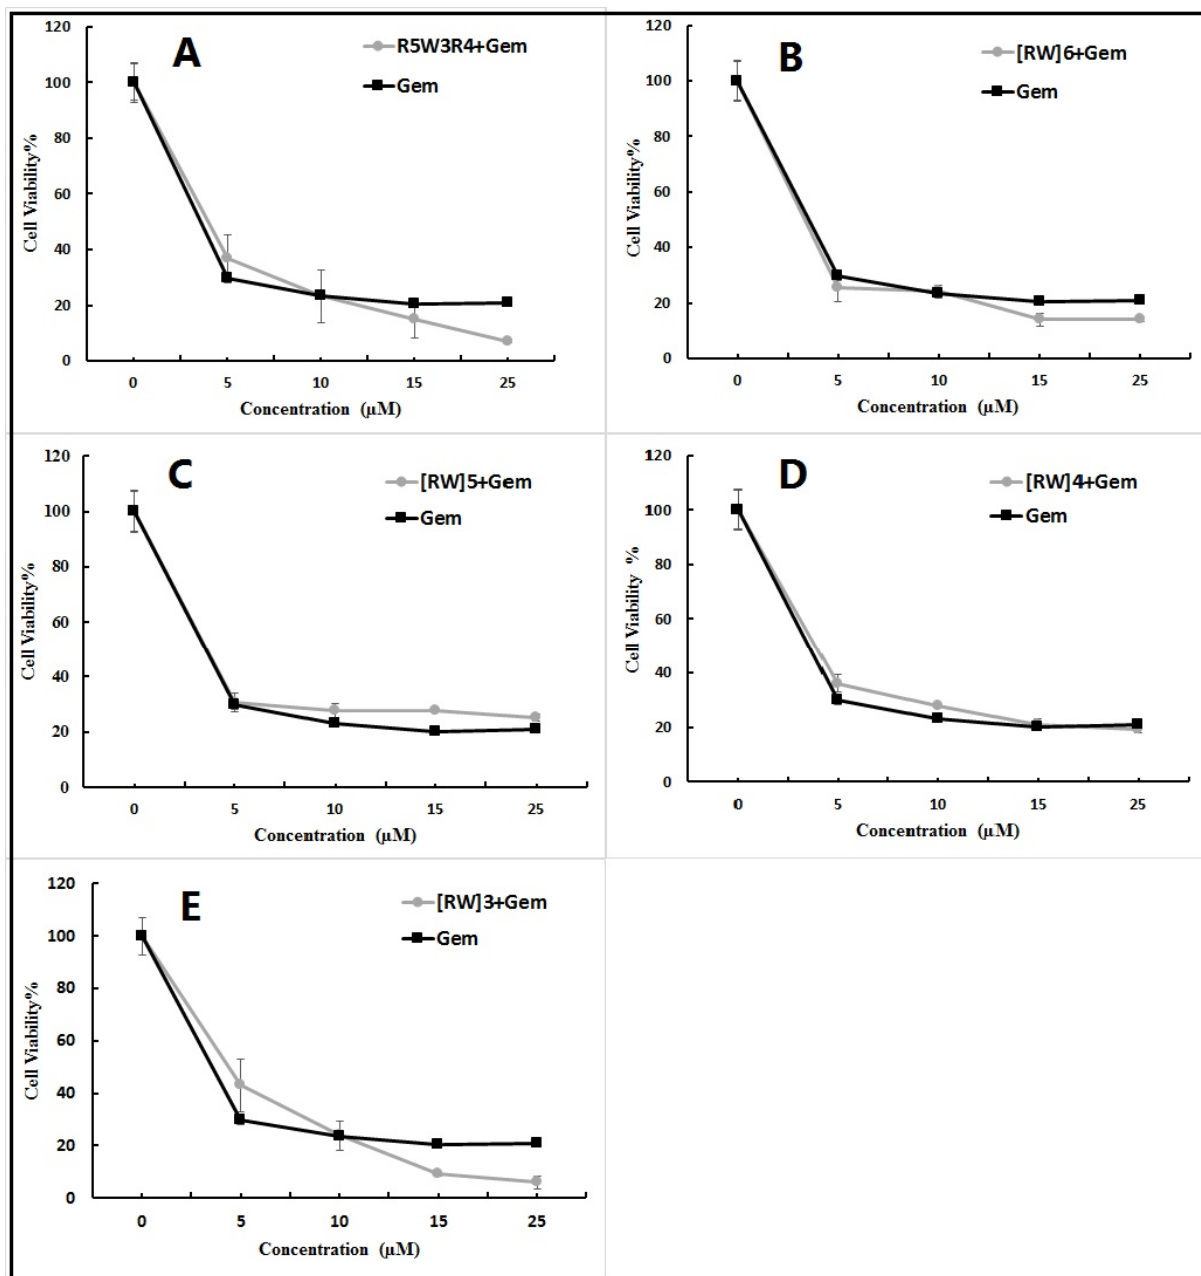 A
R5W3R4+Gem
Gem
120
100
80
60
40
20
0
Cell Viability%
0 5 10 15 25
Concentration (µM)
B
[RW]6+Gem
Gem
120
100
80
60
40
20
0
Cell Viability%
0 5 10 15 25
Concentration (µM)
C
[RW]5+Gem
Gem
120
100
80
60
40
20
0
Cell Viability%
0 5 10 15 25
Concentration (µM)
D
[RW]4+Gem
Gem
120
100
80
60
40
20
0
Cell Viability %
0 5 10 15 25
Concentration (µM)
E
[RW]3+Gem
Gem
120
100
80
60
40
20
0
Cell Viability%
0 5 10 15 25
Concentration (µM)